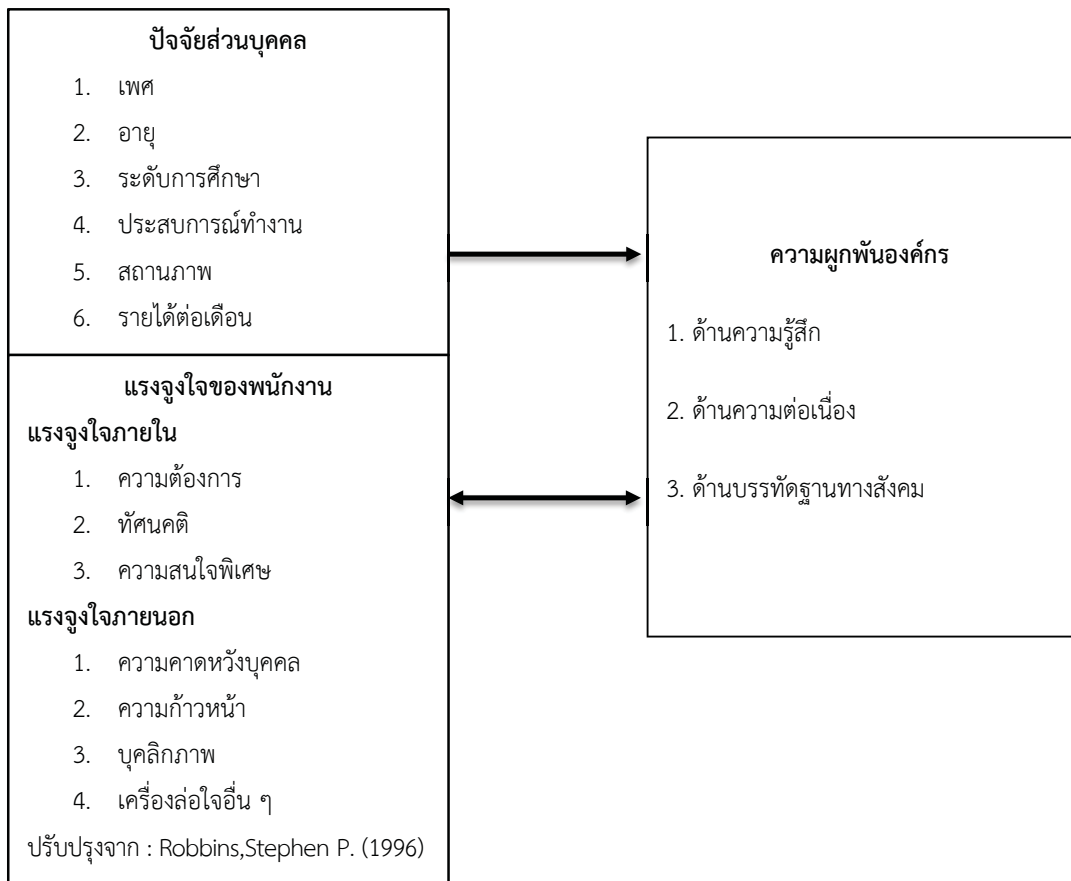 ปัจจัยส่วนบุคคล
1. เพศ
2. อายุ
3. ระดับการศึกษา
4. ประสบการณ์ทำงาน
5. สถานภาพ
6. รายได้ต่อเดือน
แรงจูงใจของพนักงาน
แรงจูงใจภายใน
1. ความต้องการ
2. ทัศนคติ
3. ความสนใจพิเศษ
แรงจูงใจภายนอก
1. ความคาดหวังบุคคล
2. ความก้าวหน้า
3. บุคลิกภาพ
4. เครื่องล่อใจอื่น ๆ
ปรับปรุงจาก : Robbins,Stephen P. (1996)
ความผูกพันองค์กร
1. ด้านความรู้สึก
2. ด้านความต่อเนื่อง
3. ด้านบรรทัดฐานทางสังคม